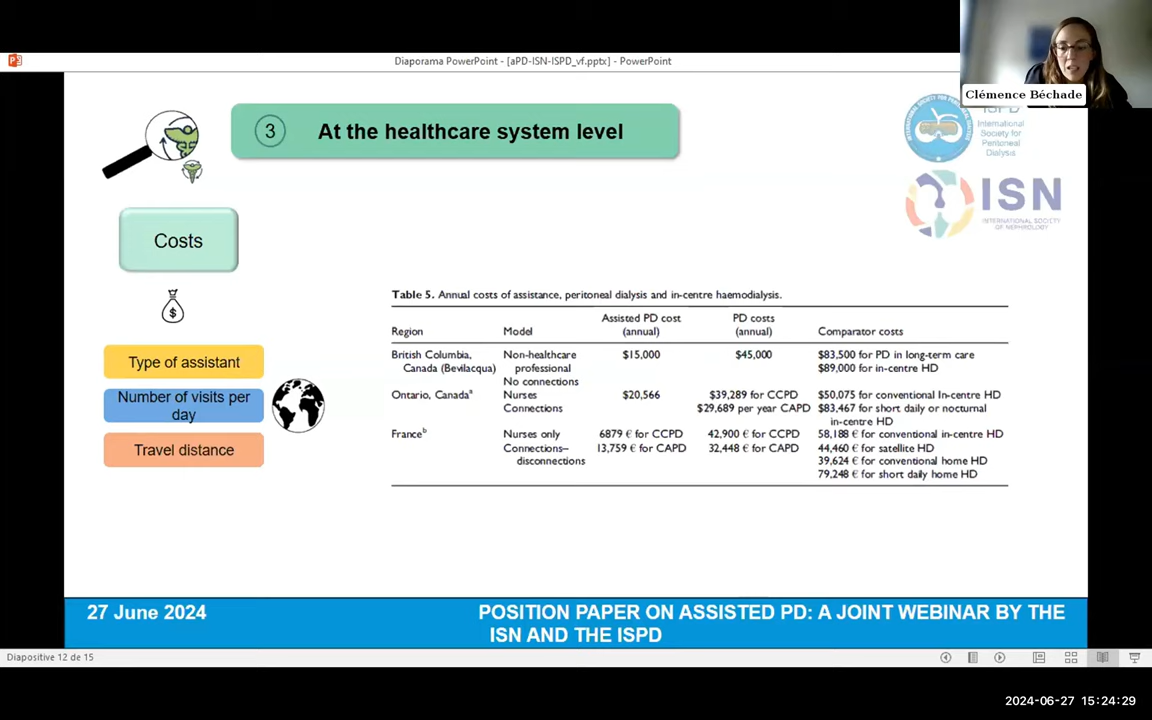 Diaporama PowerPoint - [aPD-ISN-ISPD_vf.pptx] - PowerPoint
Clémence Béchade
3 At the healthcare system level
ISPD
International
Society for
Peritoneal
Dialysis
ISN
INTERNATIONAL SOCIETY
OF NEPHROLOGY
Costs
$
Type of assistant
Number of visits per
day
Travel distance
Table 5. Annual costs of assistance, peritoneal dialysis and in-centre haemodialysis.
Assisted PD cost PD costs
Region Model (annual) (annual) Comparator costs
British Columbia, Non-healthcare $15,000 $45,000 $83,500 for PD in long-term care
Canada (Bevilacqua) professional $89,000 for in-centre HD
No connections
Ontario, Canadaᵃ Nurses $20,566 $39,289 for CCPD $50,075 for conventional In-centre HD
Connections $29,689 per year CAPD $83,467 for short daily or nocturnal
in-centre HD
Franceᵇ Nurses only 6879 € for CCPD 42,900 € for CCPD 58,188 € for conventional in-centre HD
Connections– 13,759 € for CAPD 32,448 € for CAPD 44,460 € for satellite HD
disconnections 39,624 € for conventional home HD
79,248 € for short daily home HD
27 June 2024
POSITION PAPER ON ASSISTED PD: A JOINT WEBINAR BY THE
ISN AND THE ISPD
Diapositive 12 de 15
2024-06-27 15:24:29